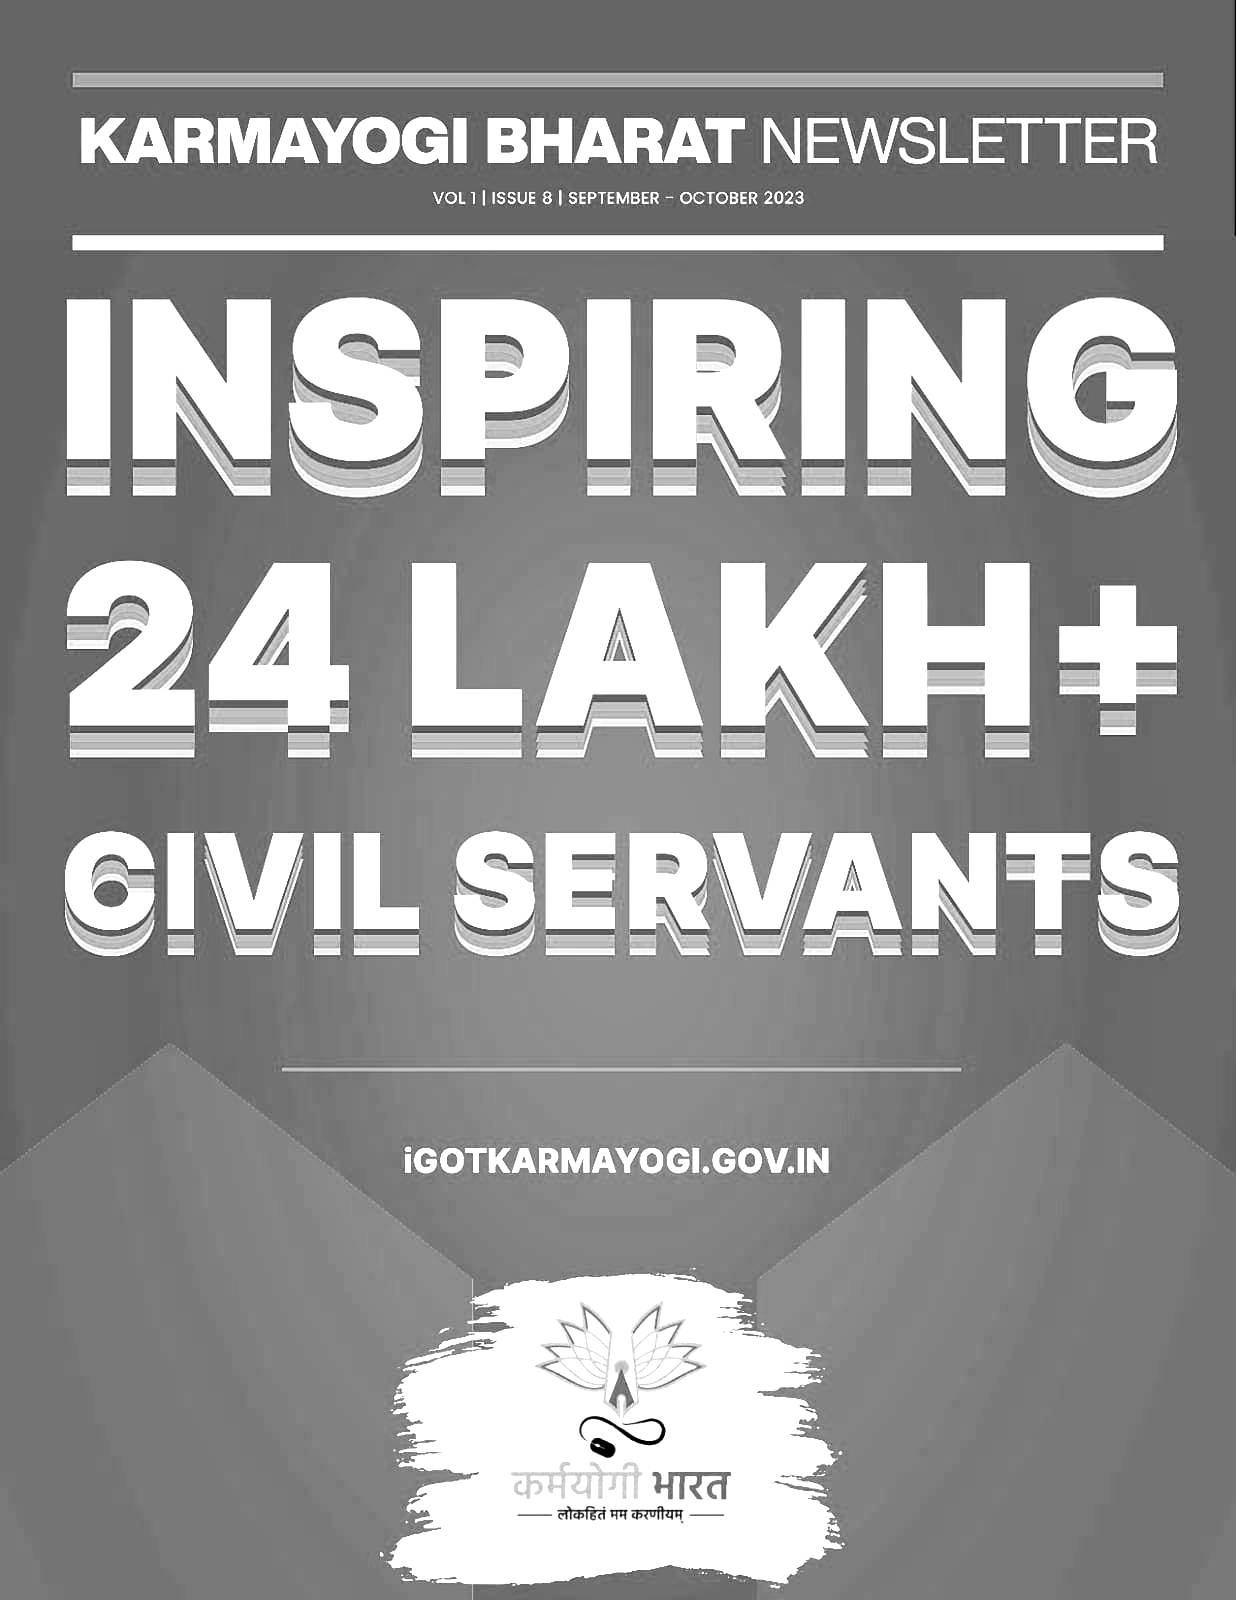 KARMAYOGI BHARAT NEWSLETTER
VOL 1 | ISSUE 8 | SEPTEMBER - OCTOBER 2023
INSPIRING
24 LAKH+
CIVIL SERVANTS
iGOTKARMAYOGI.GOV.IN
कर्मयोगी भारत
लोकहितं मम करणीयम्